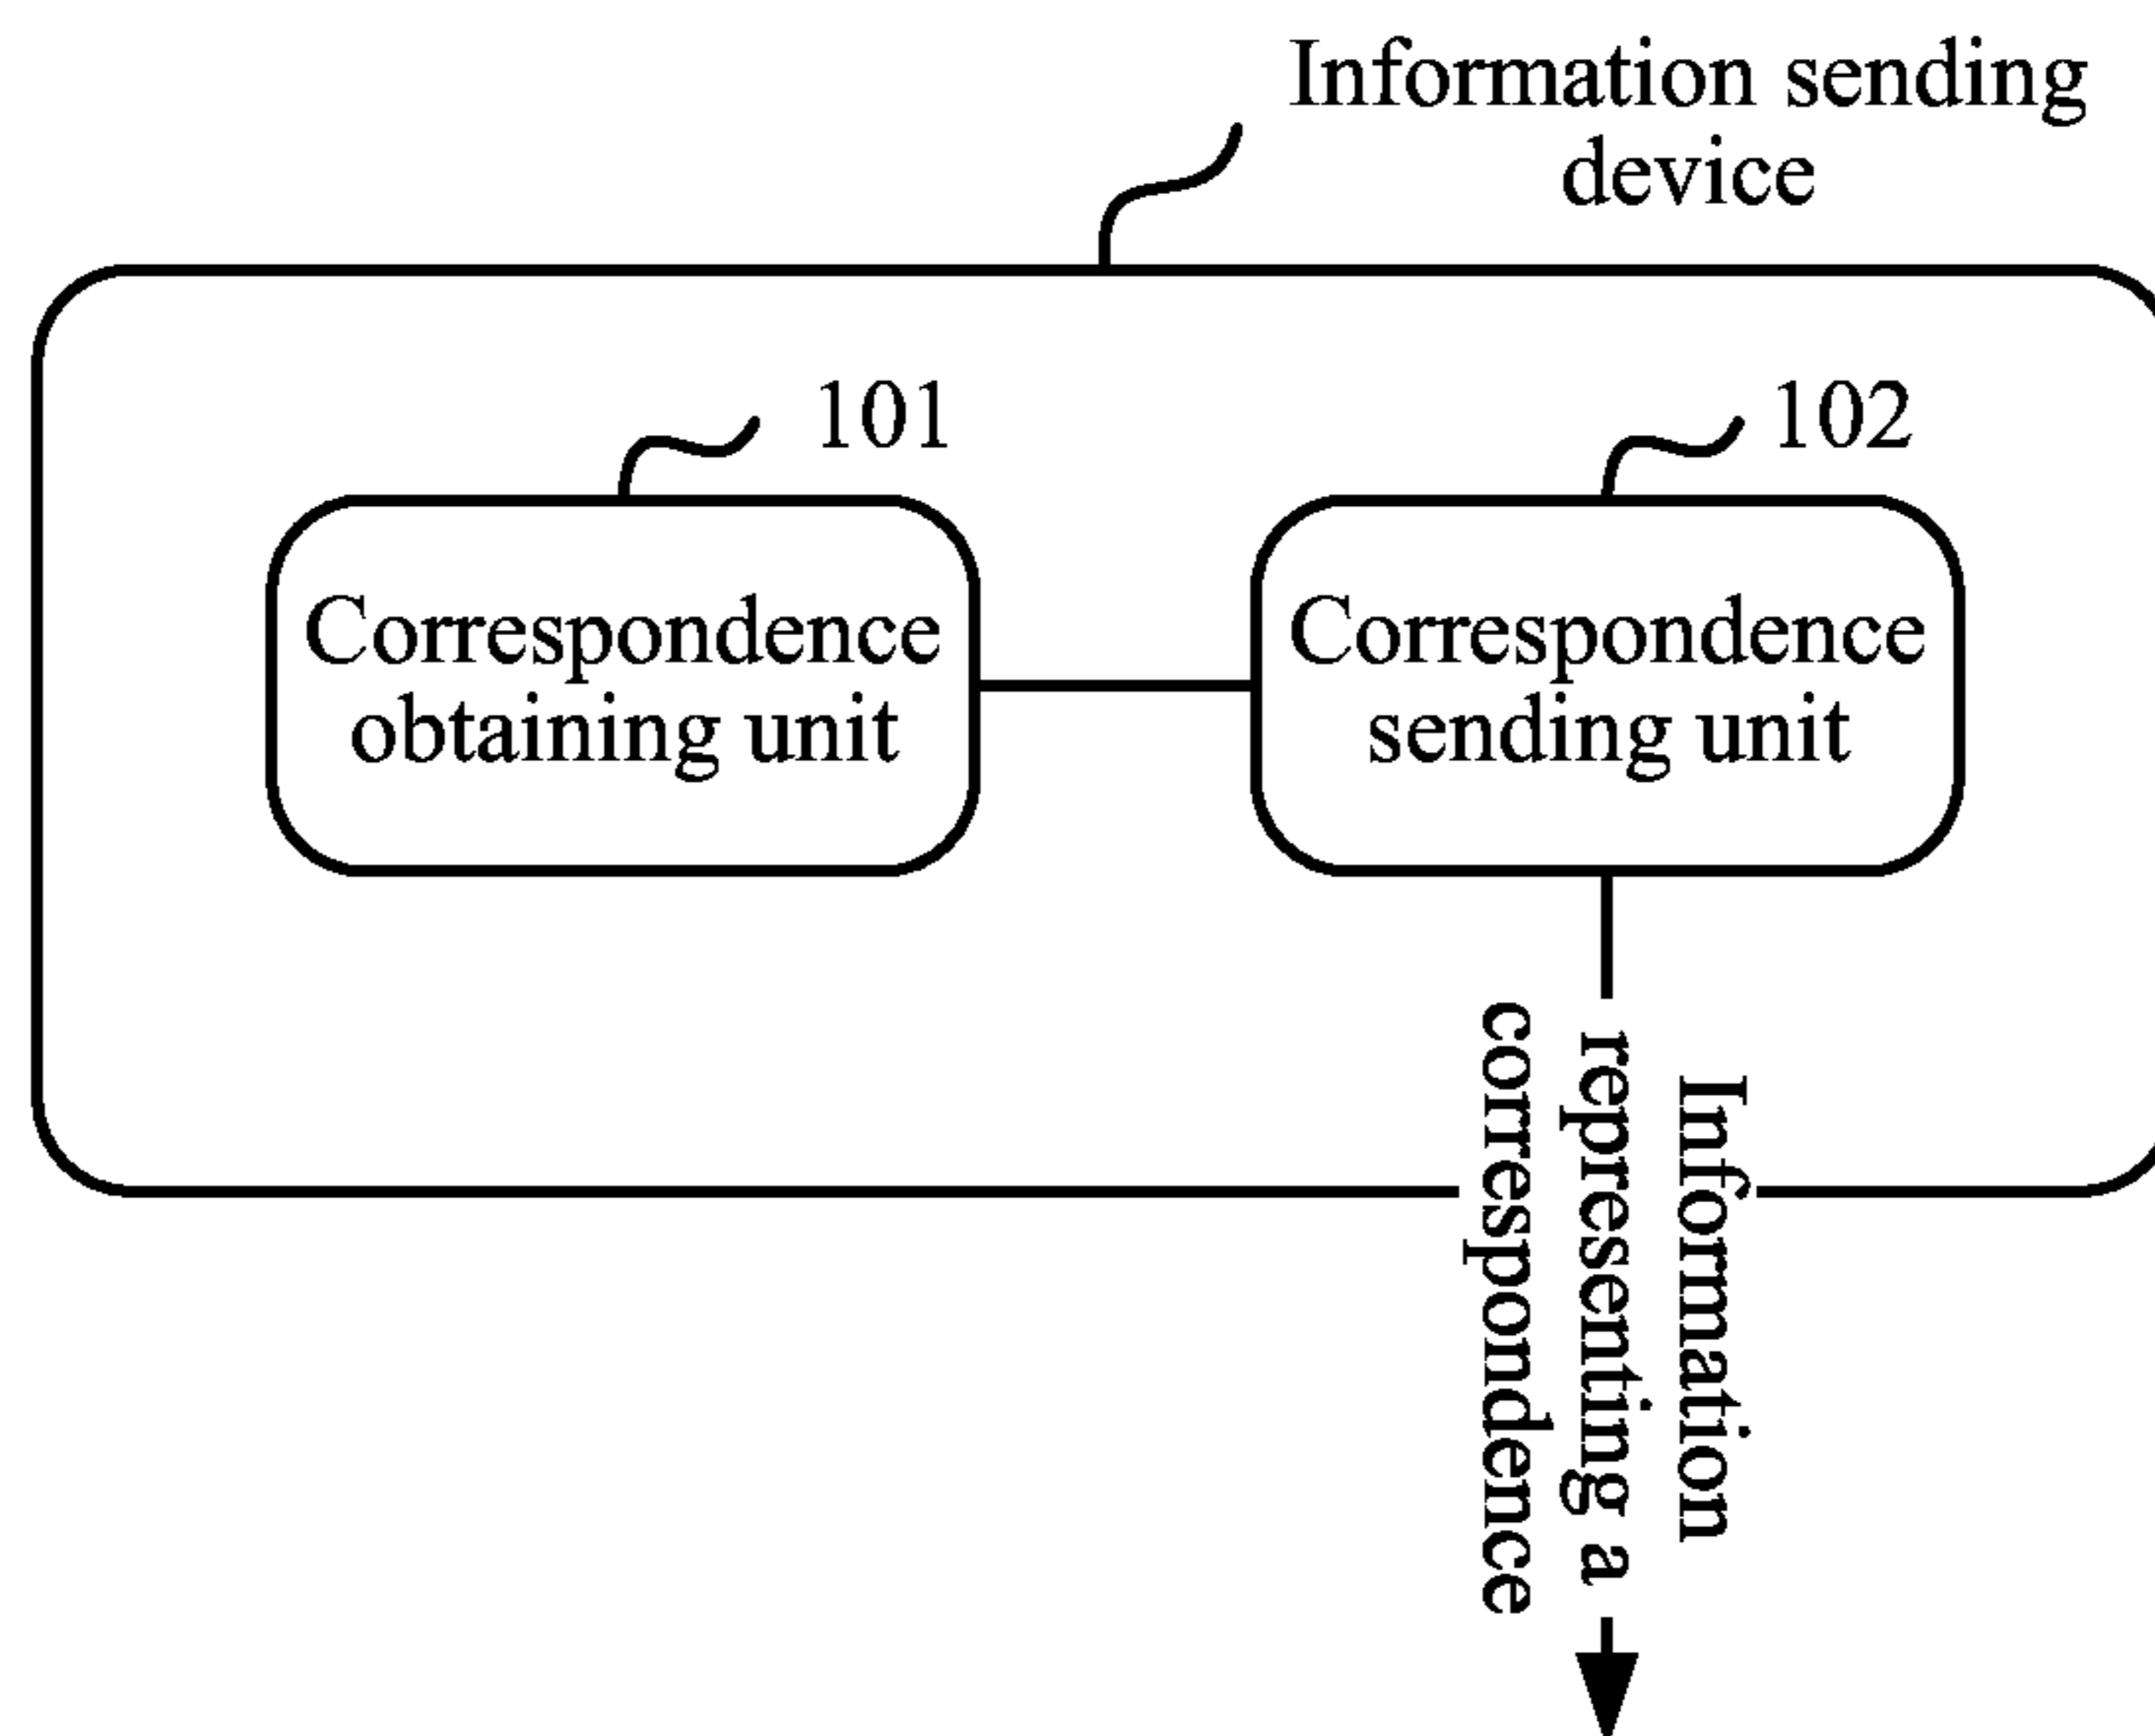 Information sending
device
101
102
Correspondence
obtaining unit
Correspondence
sending unit
Information
representing a
correspondence